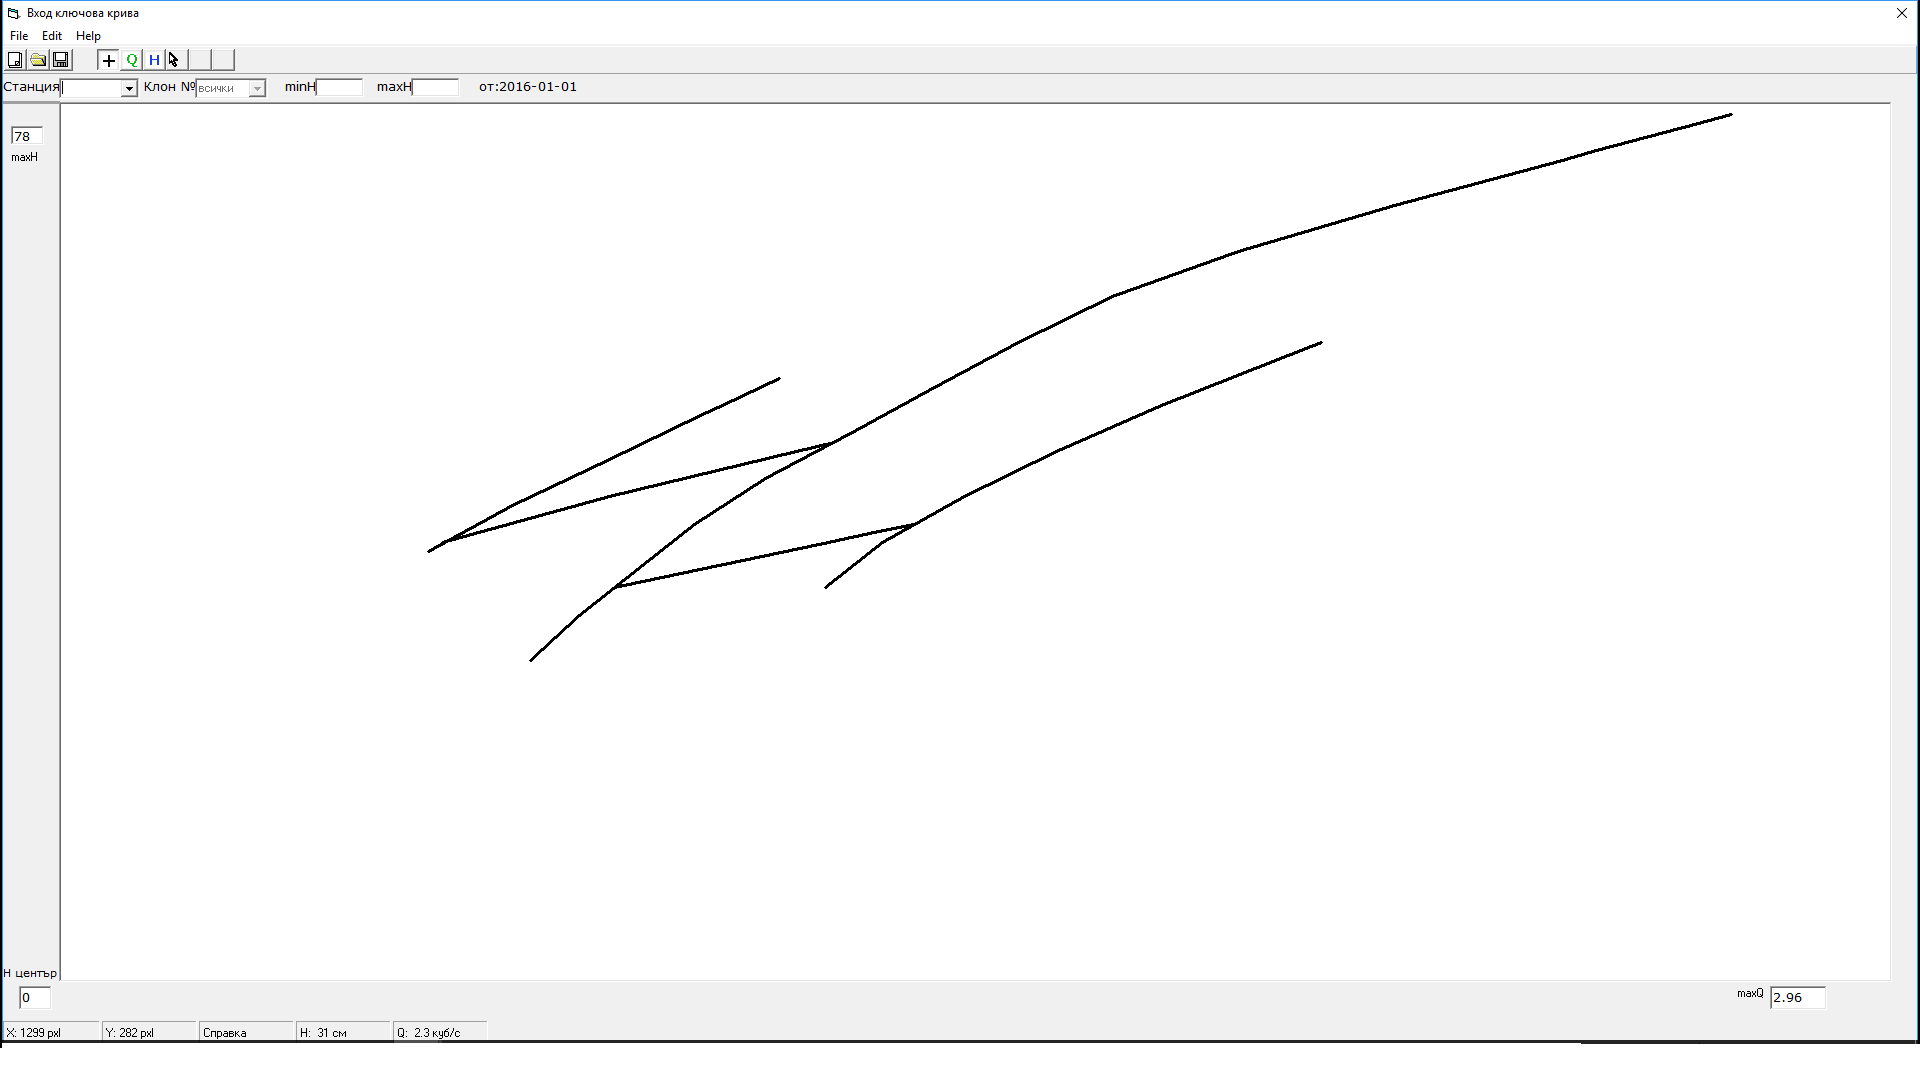 Вход ключова крива
File Edit Help
+ Q H
Станция Клон № всички minH maxH от:2016-01-01
78
maxH
Н център
0
maxQ 2.96
X: 1299 pxl Y: 282 pxl Справка H: 31 см Q: 2.3 куб/с